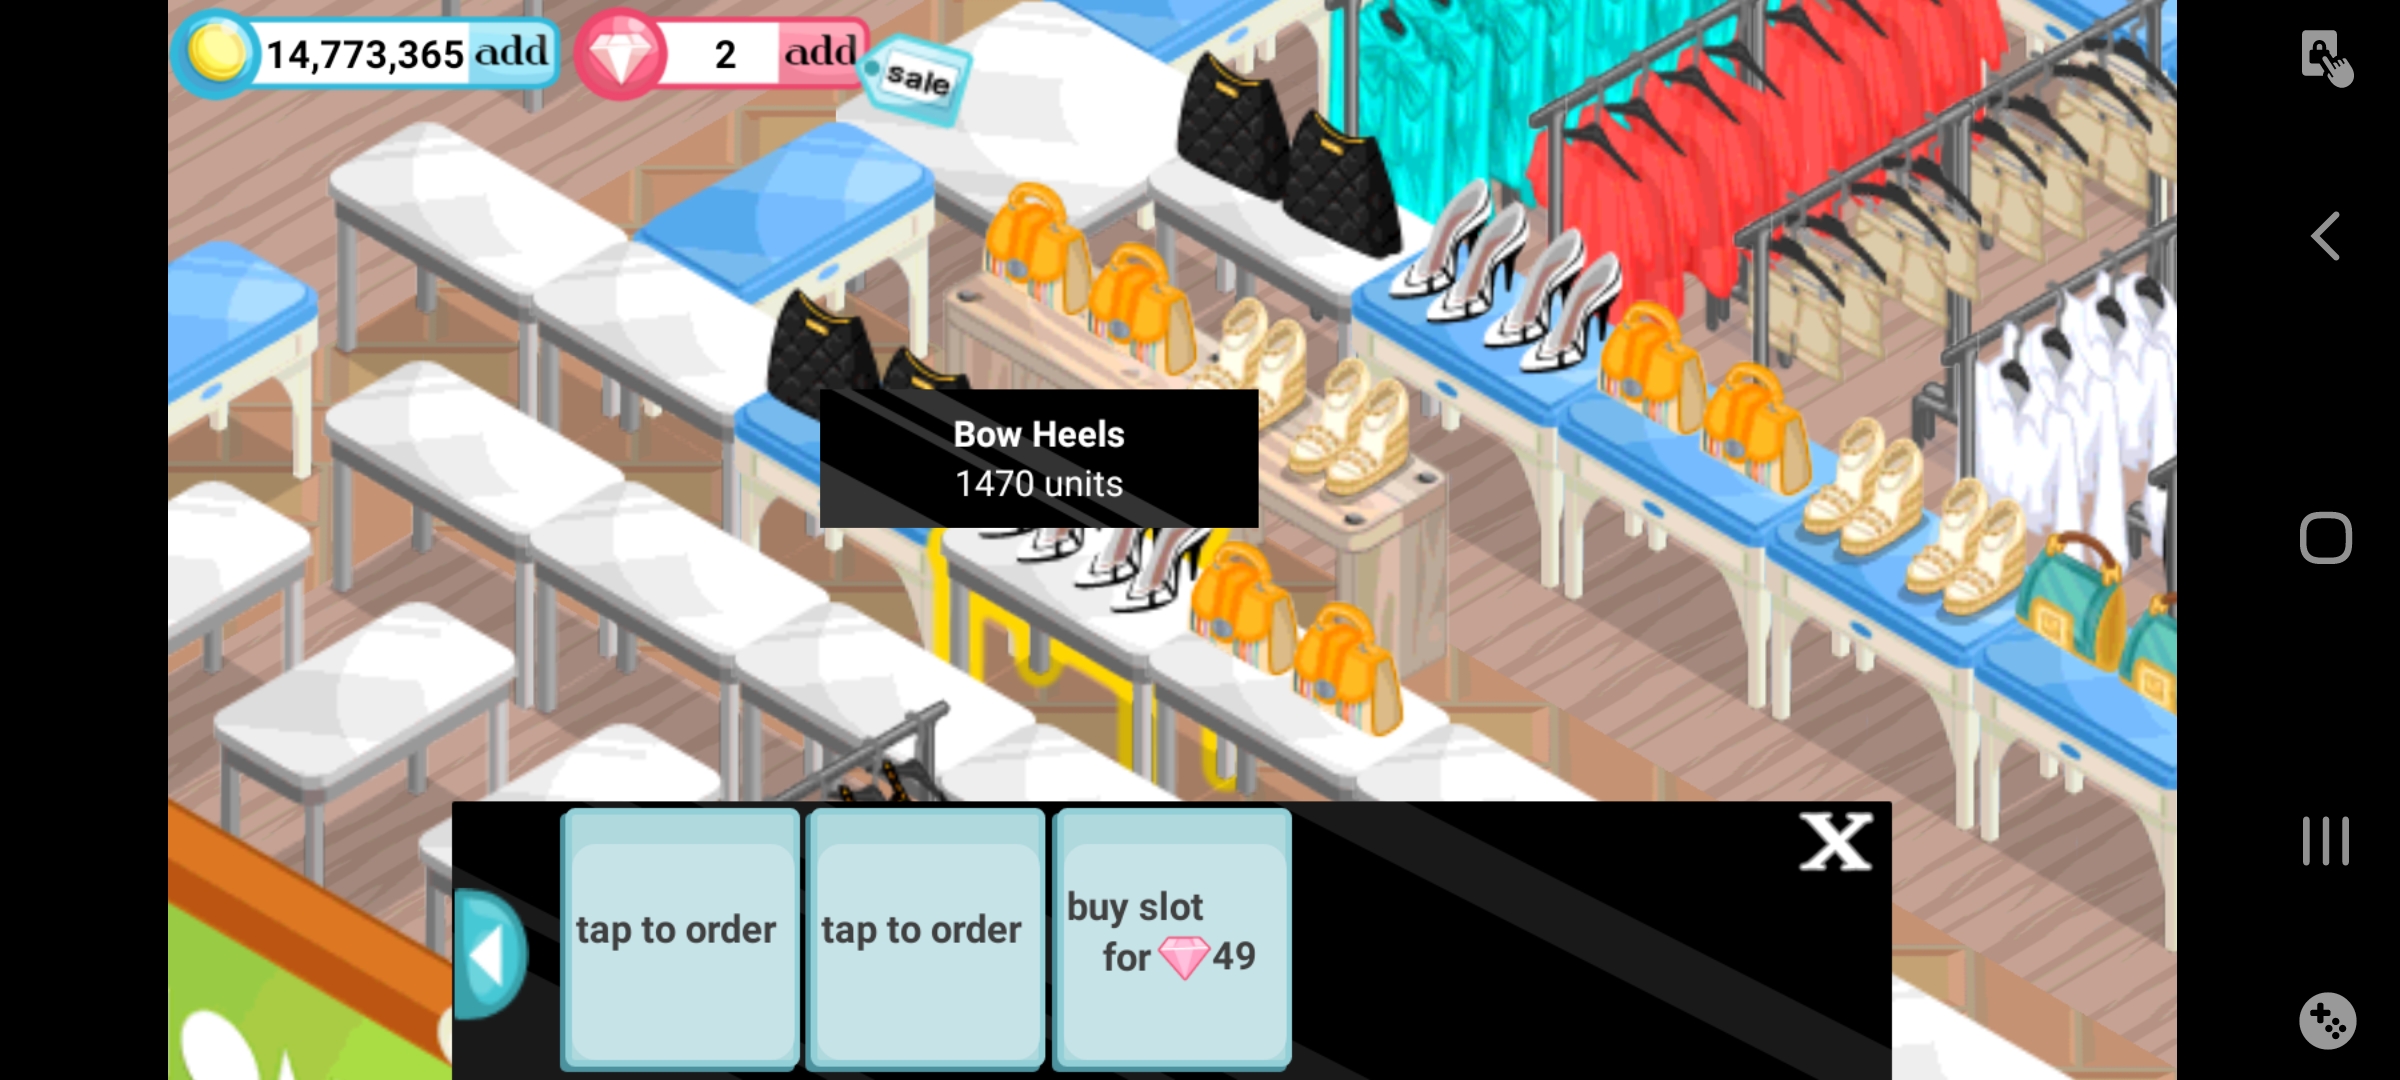 14,773,365 add
2 add
sale
Bow Heels
1470 units
tap to order
tap to order
buy slot
for 49
X